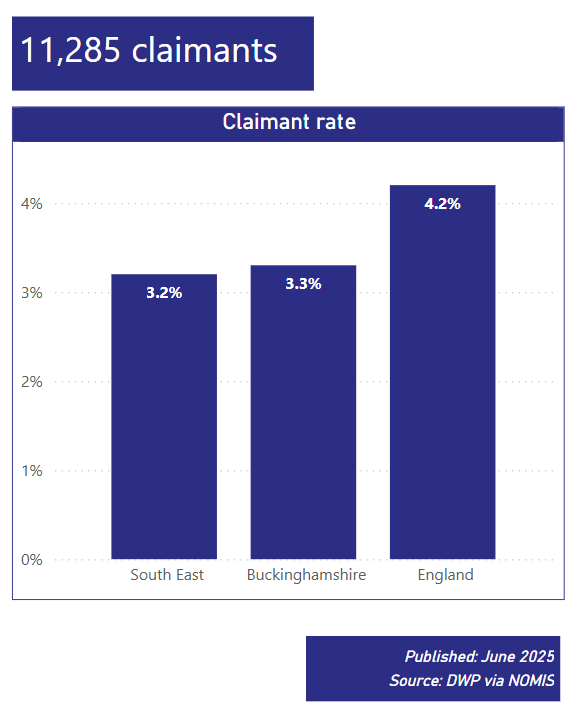 11,285 claimants
Claimant rate
4%
3%
2%
1%
0%
3.2%
3.3%
4.2%
South East
Buckinghamshire
England
Published: June 2025
Source: DWP via NOMIS